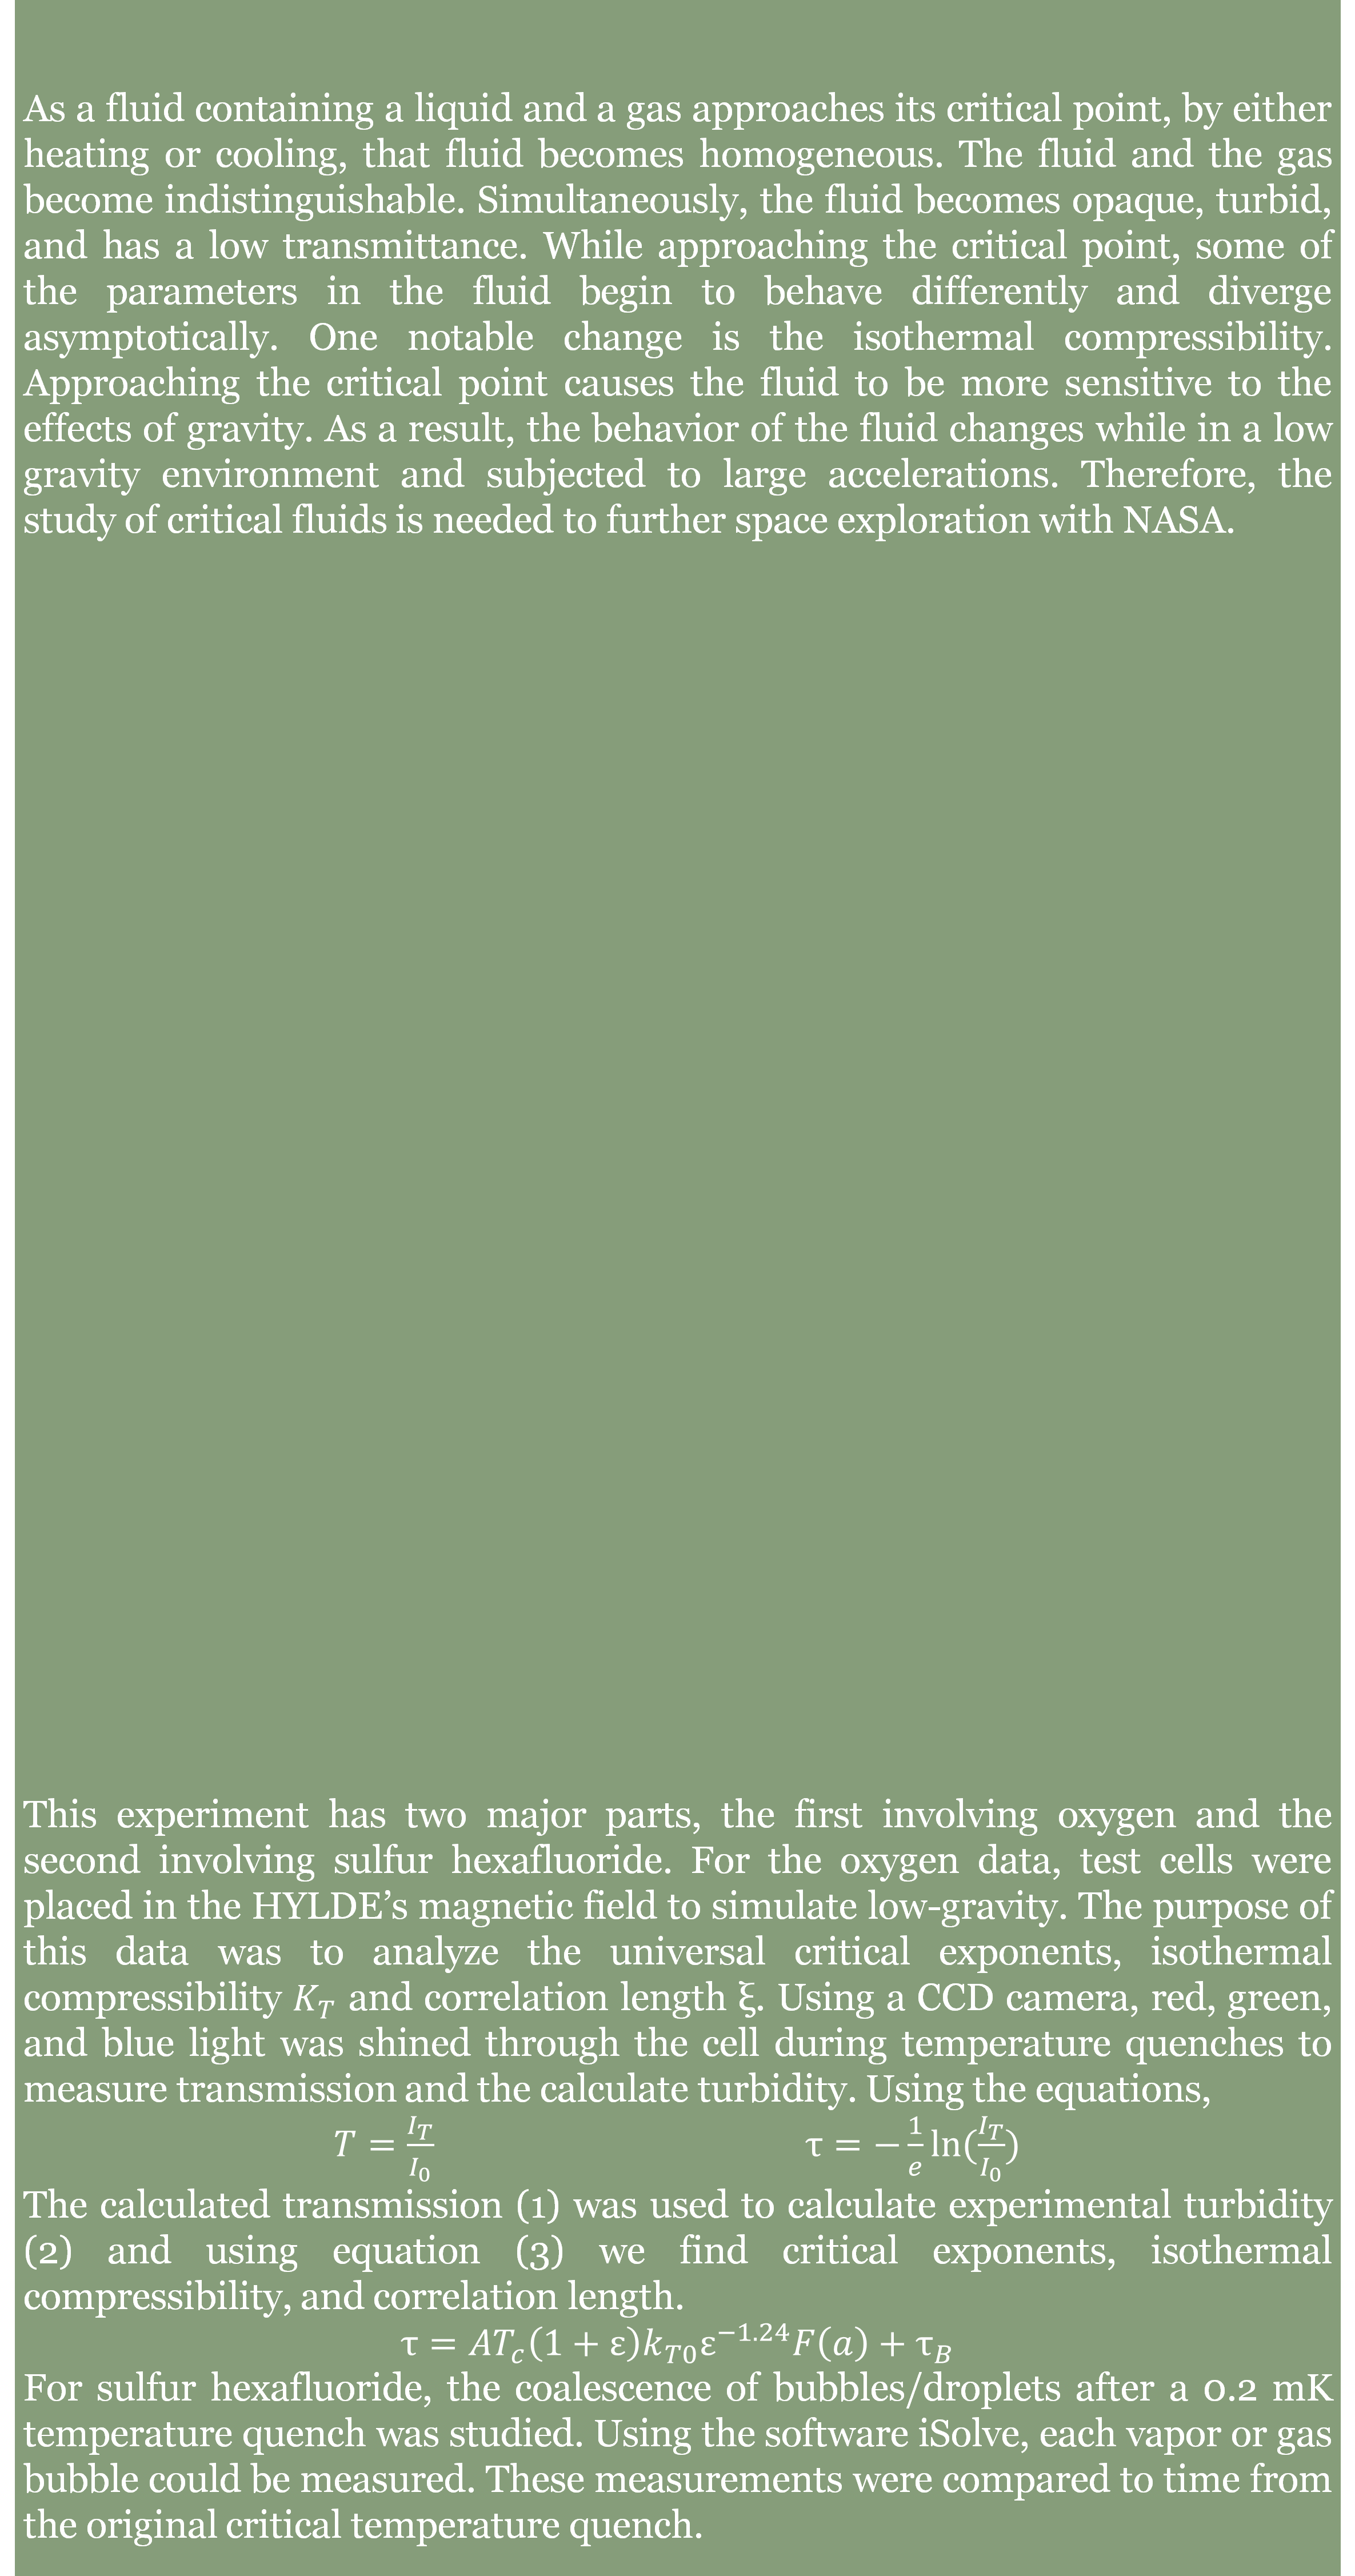 As a fluid containing a liquid and a gas approaches its critical point, by either
heating or cooling, that fluid becomes homogeneous. The fluid and the gas
become indistinguishable. Simultaneously, the fluid becomes opaque, turbid,
and has a low transmittance. While approaching the critical point, some of
the parameters in the fluid begin to behave differently and diverge
asymptotically. One notable change is the isothermal compressibility.
Approaching the critical point causes the fluid to be more sensitive to the
effects of gravity. As a result, the behavior of the fluid changes while in a low
gravity environment and subjected to large accelerations. Therefore, the
study of critical fluids is needed to further space exploration with NASA.
This experiment has two major parts, the first involving oxygen and the
second involving sulfur hexafluoride. For the oxygen data, test cells were
placed in the HYLDE's magnetic field to simulate low-gravity. The purpose of
this data was to analyze the universal critical exponents, isothermal
compressibility K_T and correlation length ξ. Using a CCD camera, red, green,
and blue light was shined through the cell during temperature quenches to
measure transmission and the calculate turbidity. Using the equations,
T = I_T/I_0 τ = −1/e ln(I_T/I_0)
The calculated transmission (1) was used to calculate experimental turbidity
(2) and using equation (3) we find critical exponents, isothermal
compressibility, and correlation length.
τ = AT_c(1 + ε)k_{T0}ε^{−1.24}F(a) + τ_B
For sulfur hexafluoride, the coalescence of bubbles/droplets after a 0.2 mK
temperature quench was studied. Using the software iSolve, each vapor or gas
bubble could be measured. These measurements were compared to time from
the original critical temperature quench.